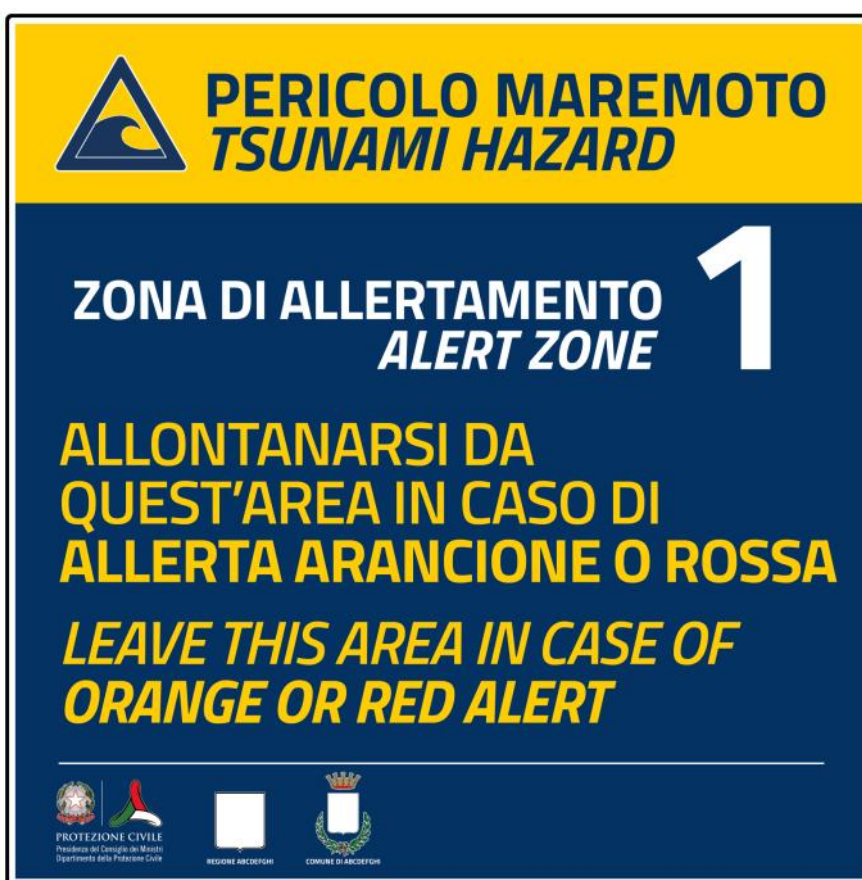 PERICOLO MAREMOTO
TSUNAMI HAZARD
ZONA DI ALLERTAMENTO
ALERT ZONE
1
ALLONTANARSI DA
QUEST'AREA IN CASO DI
ALLERTA ARANCIONE O ROSSA
LEAVE THIS AREA IN CASE OF
ORANGE OR RED ALERT
PROTEZIONE CIVILE
Presidenza del Consiglio dei Ministri
Dipartimento della Protezione Civile
REGIONE ABCDEFGHI
COMUNE DI ABCDEFGHI